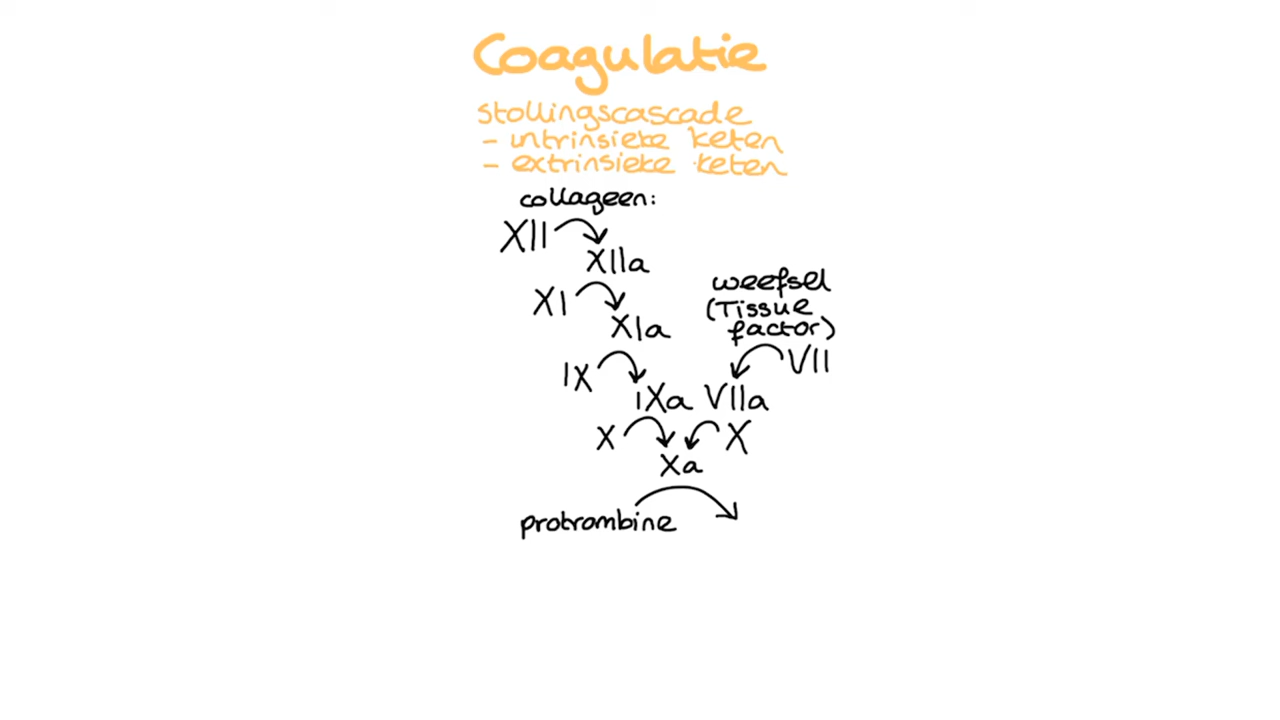 Coagulatie
stollingscascade
- intrinsieke keten
- extrinsieke keten
collageen:
XII
XIIa
weefsel
(Tissue
factor)
XI
XIa
VII
IX
IXa VIIa
X X
Xa
protrombine